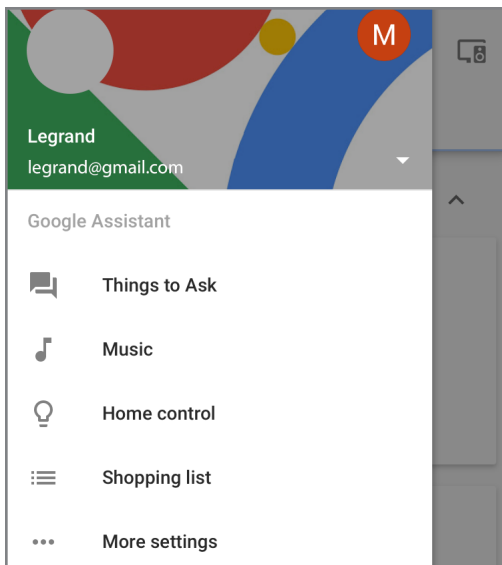 M
Legrand
legrand@gmail.com
Google Assistant
Things to Ask
Music
Home control
Shopping list
More settings